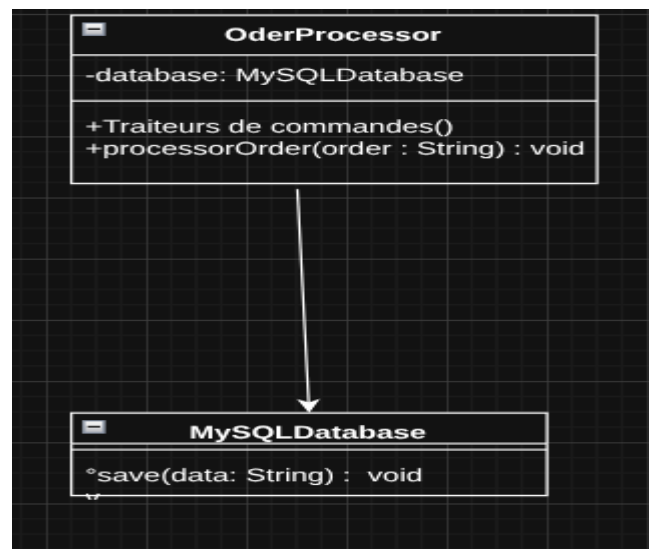 OderProcessor
-database: MySQLDatabase
+Traiteurs de commandes()
+processorOrder(order : String) : void
MySQLDatabase
°save(data: String) : void